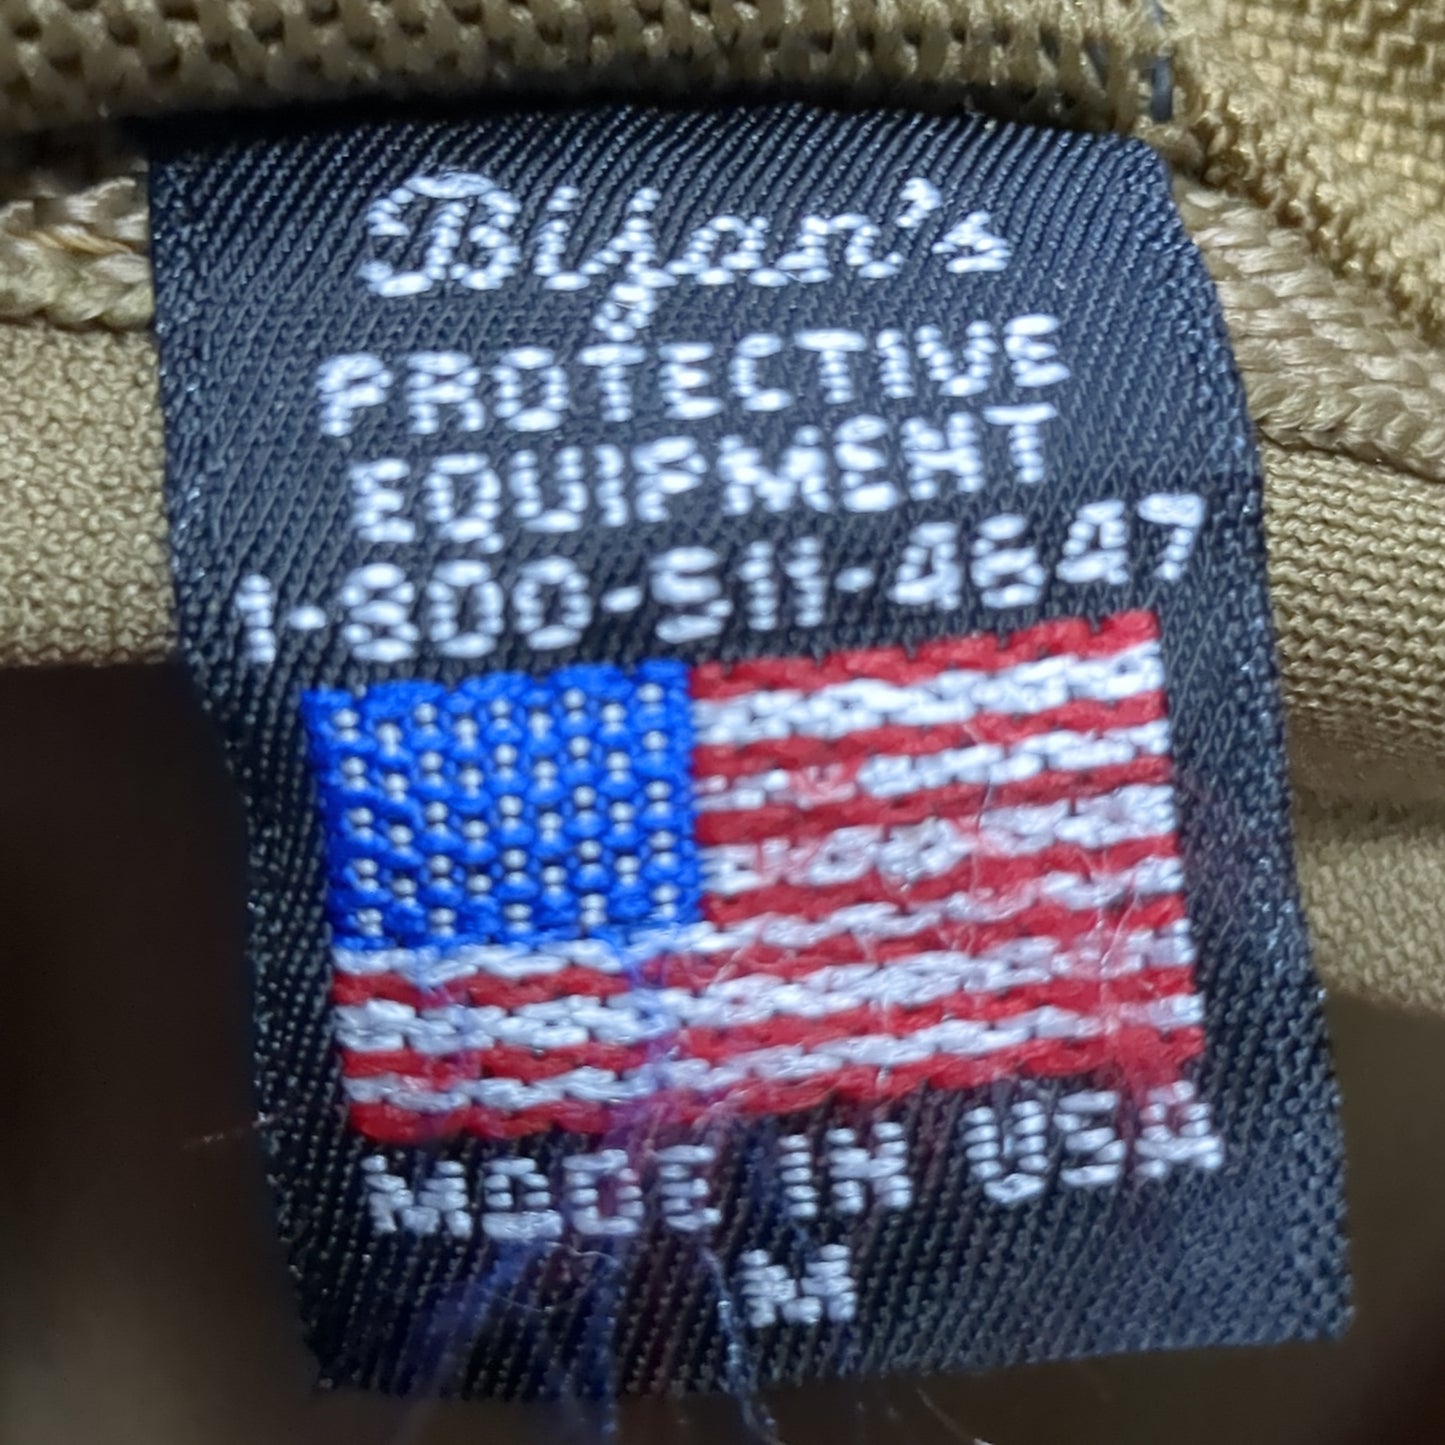 Bijan's
PROTECTIVE
EQUIPMENT
1-800-511-4647
MADE IN USA
M